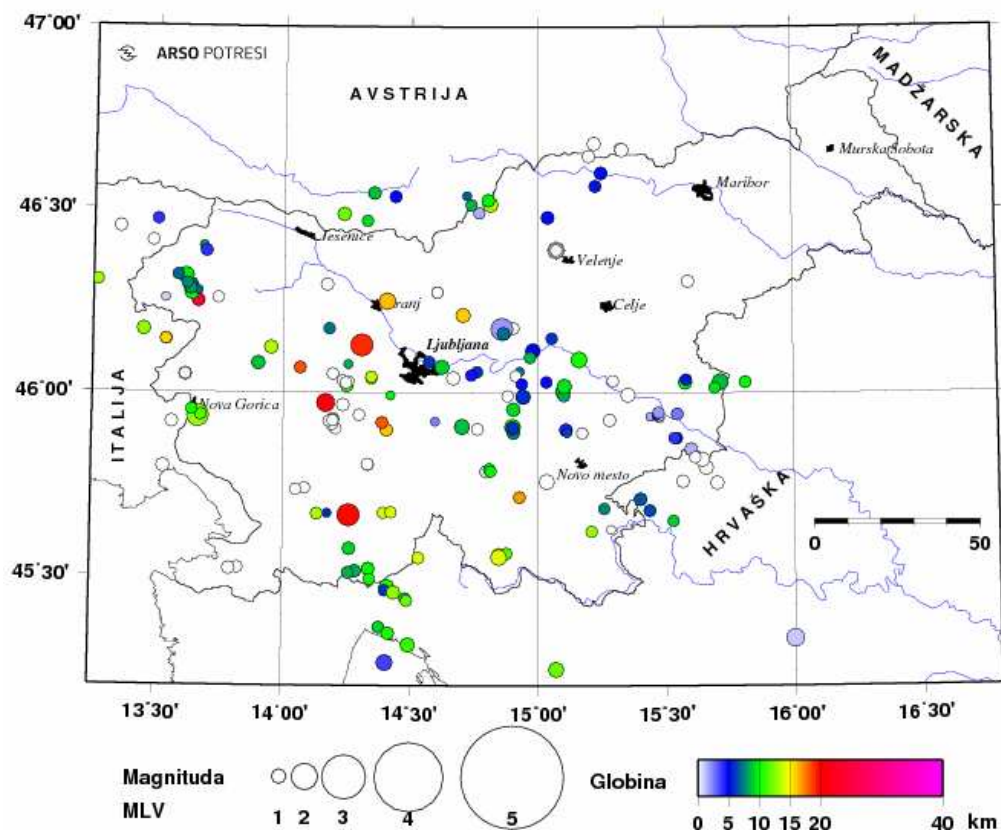 47°00'
ARSO POTRESI
AVSTRIJA
MADŽARSKA
Murska Sobota
Maribor
46°30'
Jesenice
Velenje
Kranj
Celje
Ljubljana
46°00'
Nova Gorica
ITALIJA
Novo mesto
HRVAŠKA
0 50
45°30'
13°30' 14°00' 14°30' 15°00' 15°30' 16°00' 16°30'
Magnituda
MLV
1 2 3 4 5
Globina
0 5 10 15 20 40 km